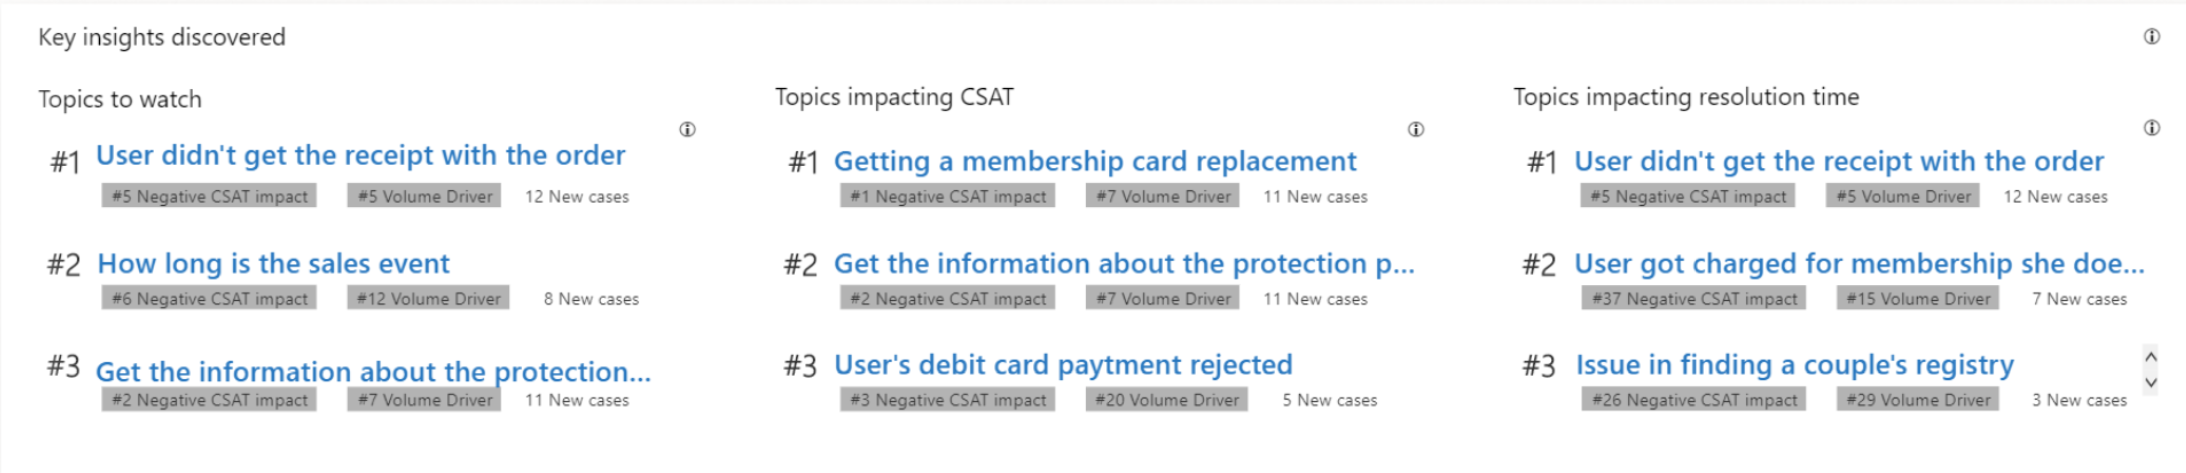 Key insights discovered
Topics to watch
#1 User didn't get the receipt with the order
#5 Negative CSAT impact #5 Volume Driver 12 New cases
#2 How long is the sales event
#6 Negative CSAT impact #12 Volume Driver 8 New cases
#3 Get the information about the protection...
#2 Negative CSAT impact #7 Volume Driver 11 New cases
Topics impacting CSAT
#1 Getting a membership card replacement
#1 Negative CSAT impact #7 Volume Driver 11 New cases
#2 Get the information about the protection p...
#2 Negative CSAT impact #7 Volume Driver 11 New cases
#3 User's debit card paytment rejected
#3 Negative CSAT impact #20 Volume Driver 5 New cases
Topics impacting resolution time
#1 User didn't get the receipt with the order
#5 Negative CSAT impact #5 Volume Driver 12 New cases
#2 User got charged for membership she doe...
#37 Negative CSAT impact #15 Volume Driver 7 New cases
#3 Issue in finding a couple's registry
#26 Negative CSAT impact #29 Volume Driver 3 New cases